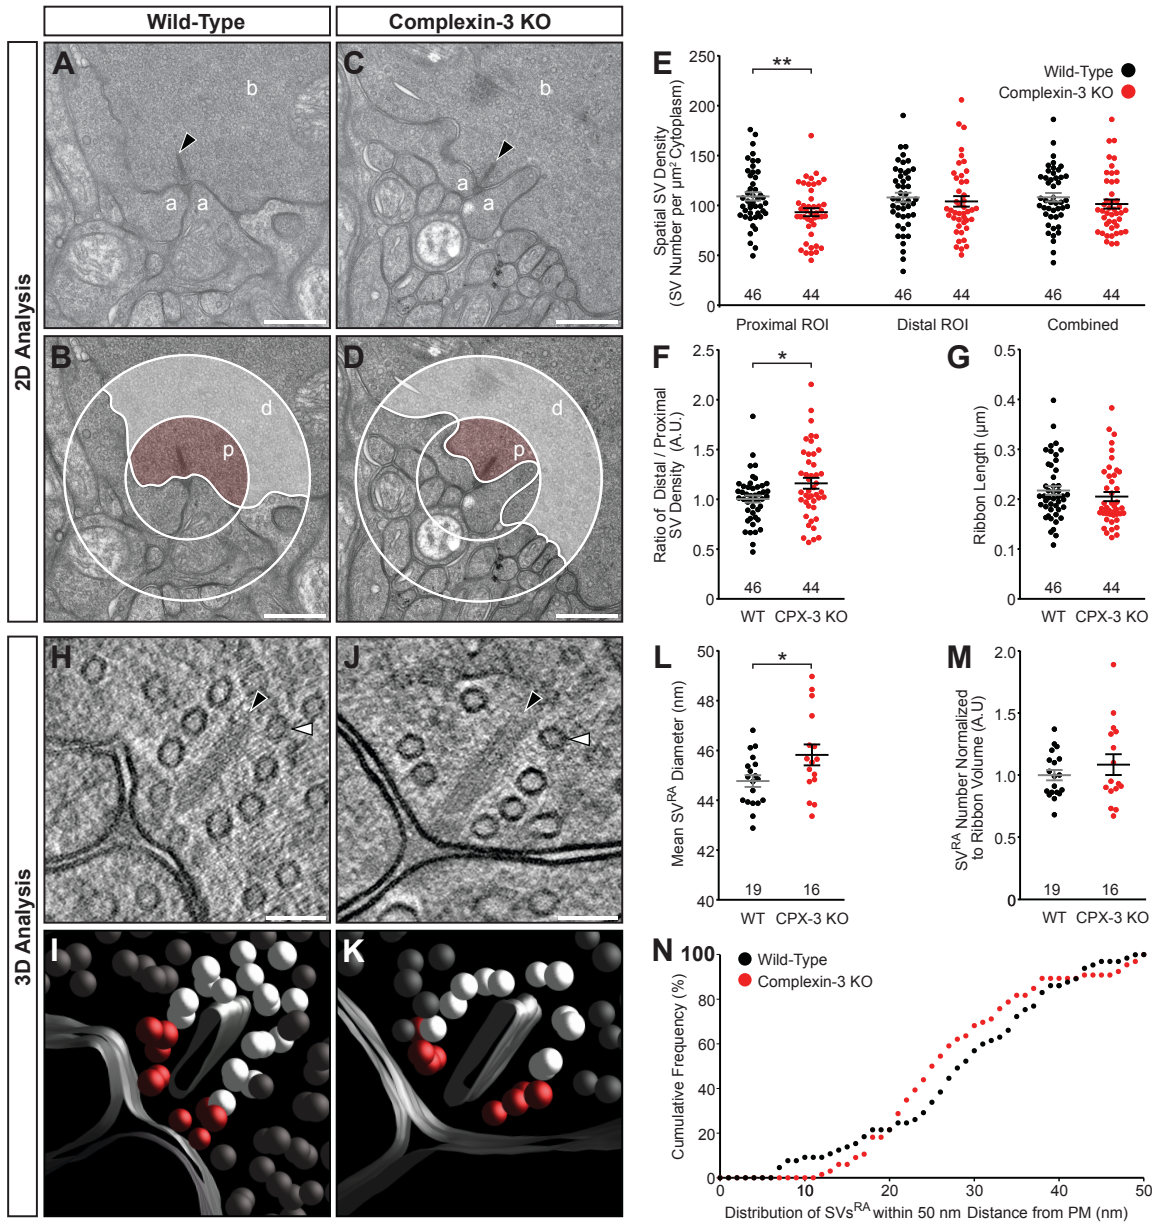 Wild-Type
Complexin-3 KO
2D Analysis
A
b
a
a
C
b
a
a
B
d
p
D
d
p
E
Spatial SV Density
(SV Number per μm² Cytoplasm)
250
200
150
100
50
0
**
Wild-Type
Complexin-3 KO
46
44
46
44
46
44
Proximal ROI
Distal ROI
Combined
F
Ratio of Distal / Proximal
SV Density (A.U.)
2.5
2.0
1.5
1.0
0.5
0
*
46
44
WT
CPX-3 KO
G
Ribbon Length (μm)
0.5
0.4
0.3
0.2
0.1
0
46
44
WT
CPX-3 KO
3D Analysis
H
J
I
K
L
Mean SVᴿᴬ Diameter (nm)
50
48
46
44
42
40
*
19
16
WT
CPX-3 KO
M
SVᴿᴬ Number Normalized
to Ribbon Volume (A.U)
2.0
1.5
1.0
0.5
0
19
16
WT
CPX-3 KO
N
Cumulative Frequency (%)
100
80
60
40
20
0
Wild-Type
Complexin-3 KO
0
10
20
30
40
50
Distribution of SVsᴿᴬ within 50 nm Distance from PM (nm)